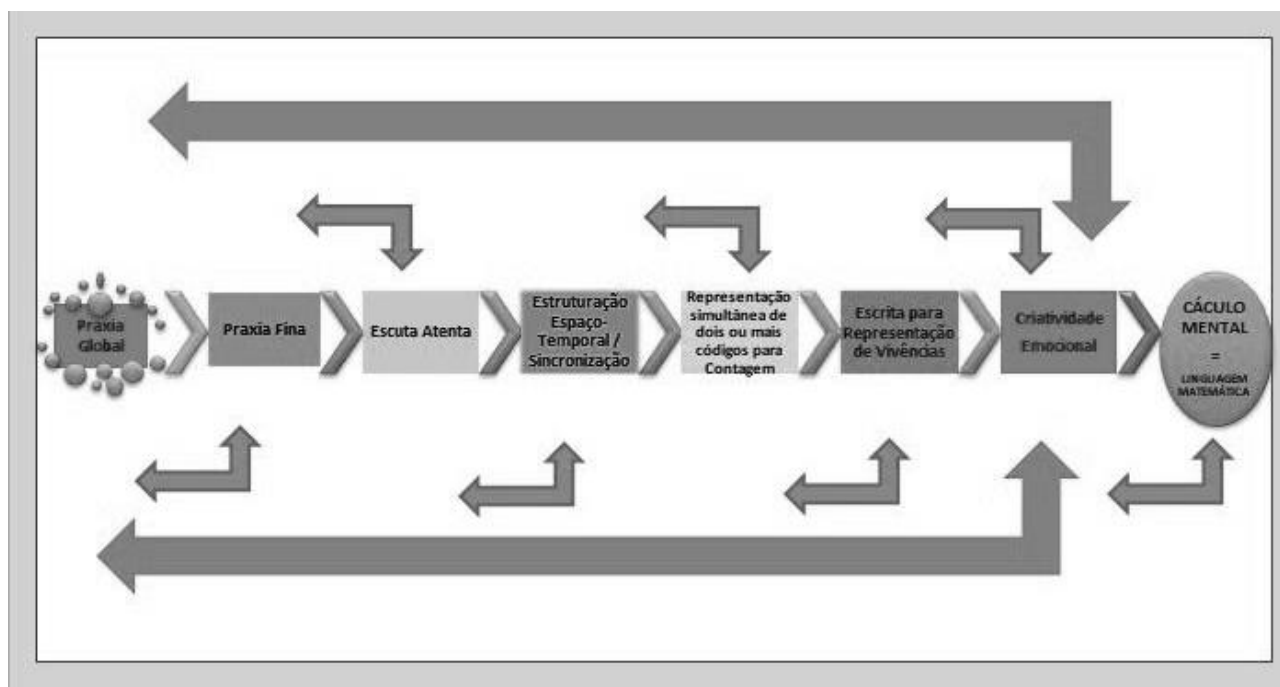 Praxia
Global
Praxia Fina
Escuta Atenta
Estruturação
Espaço-
Temporal /
Sincronização
Representação
simultânea de
dois ou mais
códigos para
Contagem
Escrita para
Representação
de Vivências
Criatividade
Emocional
CÁCULO
MENTAL
=
LINGUAGEM
MATEMÁTICA